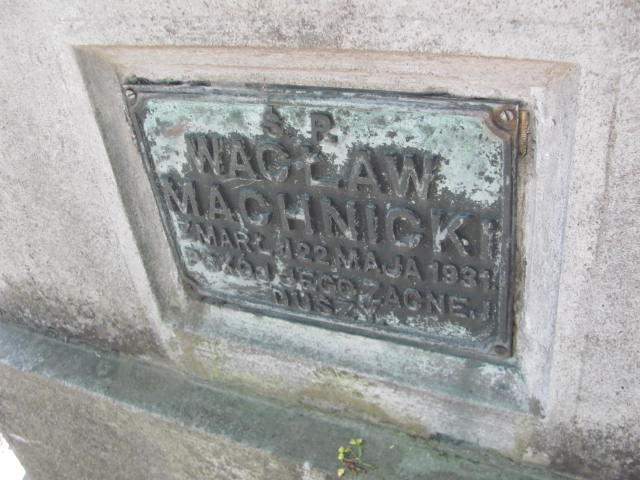 Ś P.
WACŁAW
MACHNICKI
ZMARŁ D. 22 MAJA 1931
POKÓJ JEGO ZACNEJ
DUSZY